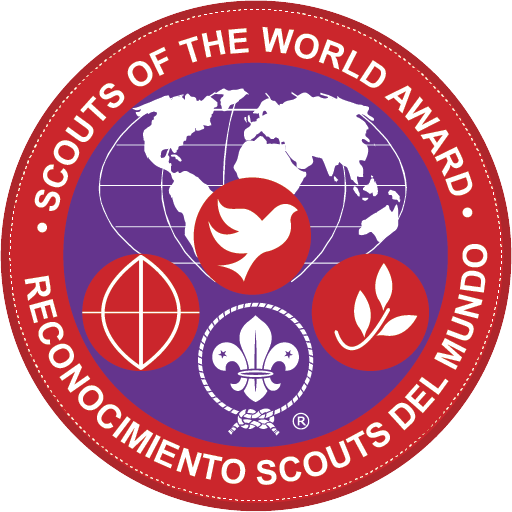 • SCOUTS OF THE WORLD AWARD •
RECONOCIMIENTO SCOUTS DEL MUNDO
®